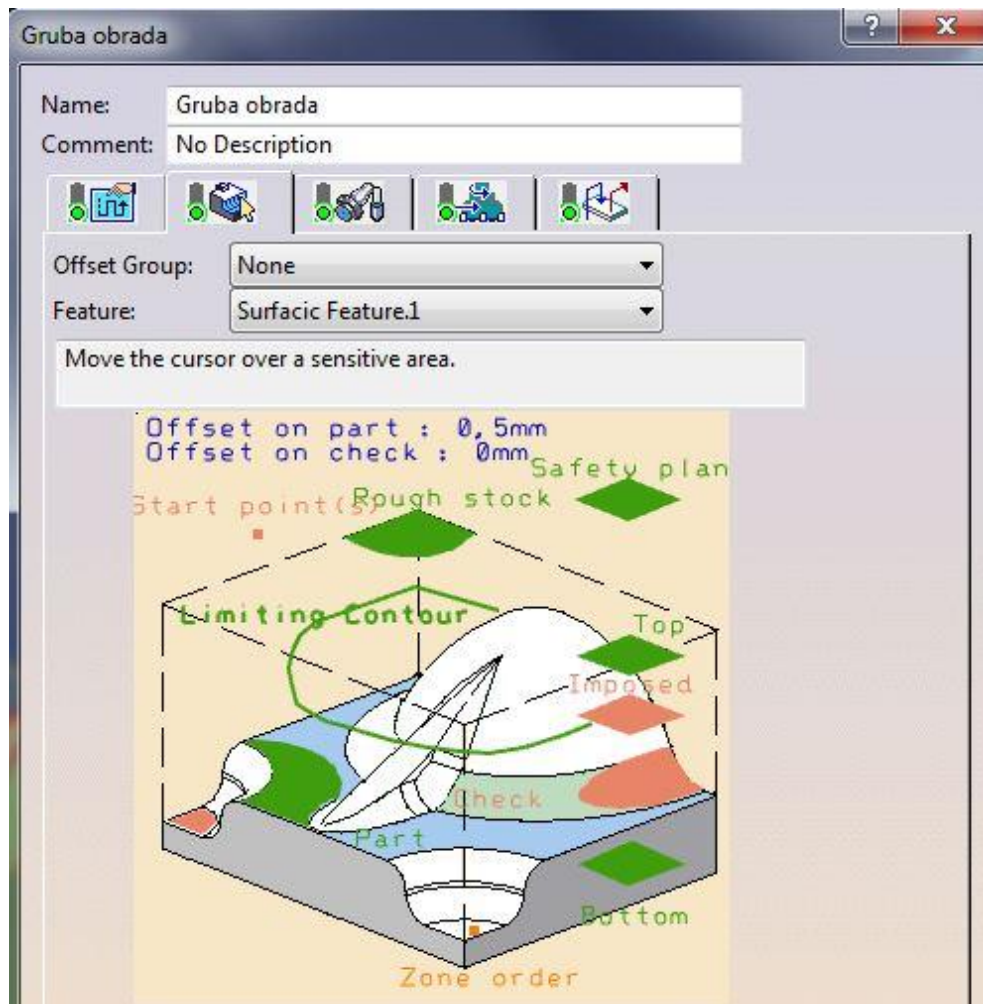 Gruba obrada
Name: Gruba obrada
Comment: No Description
Offset Group: None
Feature: Surfacic Feature.1
Move the cursor over a sensitive area.
Offset on part : 0,5mm
Offset on check : 0mm
Safety plan
Start point(s)
Rough stock
Limiting Contour
Top
Imposed
Check
Part
Bottom
Zone order